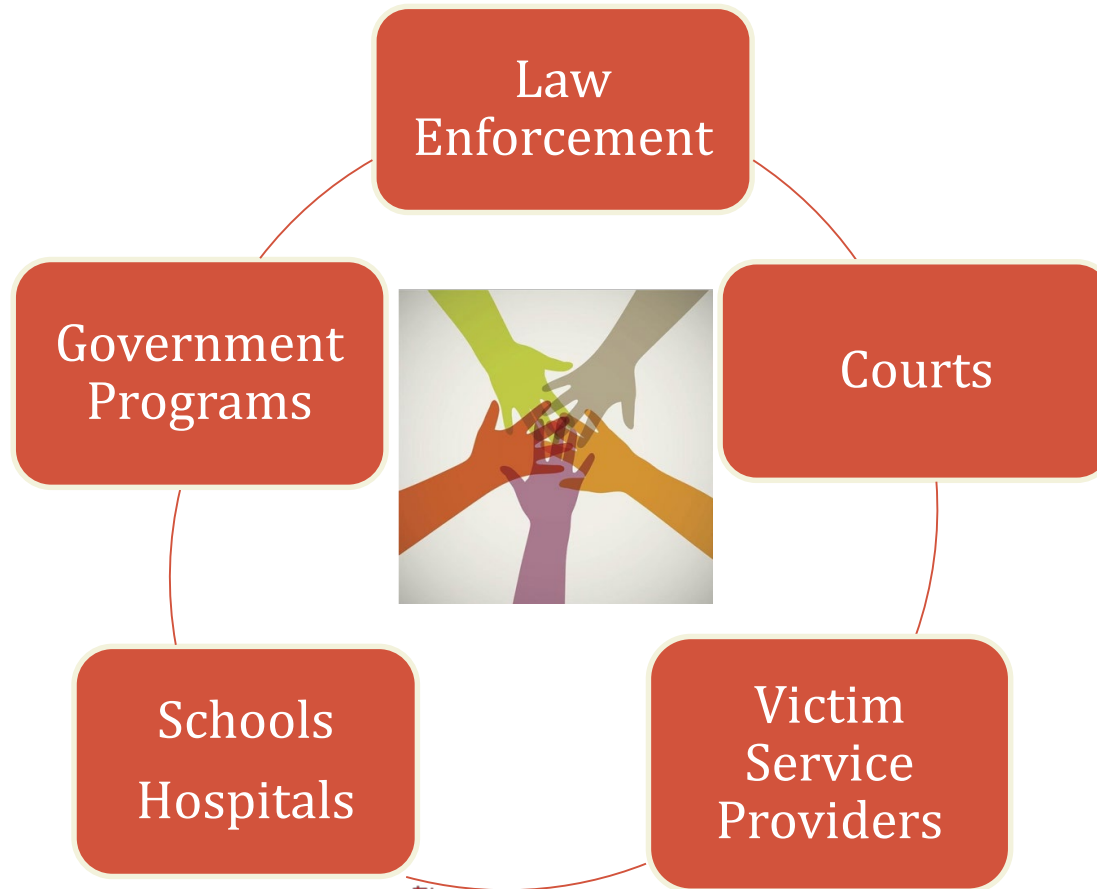 Law
Enforcement
Government
Programs
Courts
Schools
Hospitals
Victim
Service
Providers